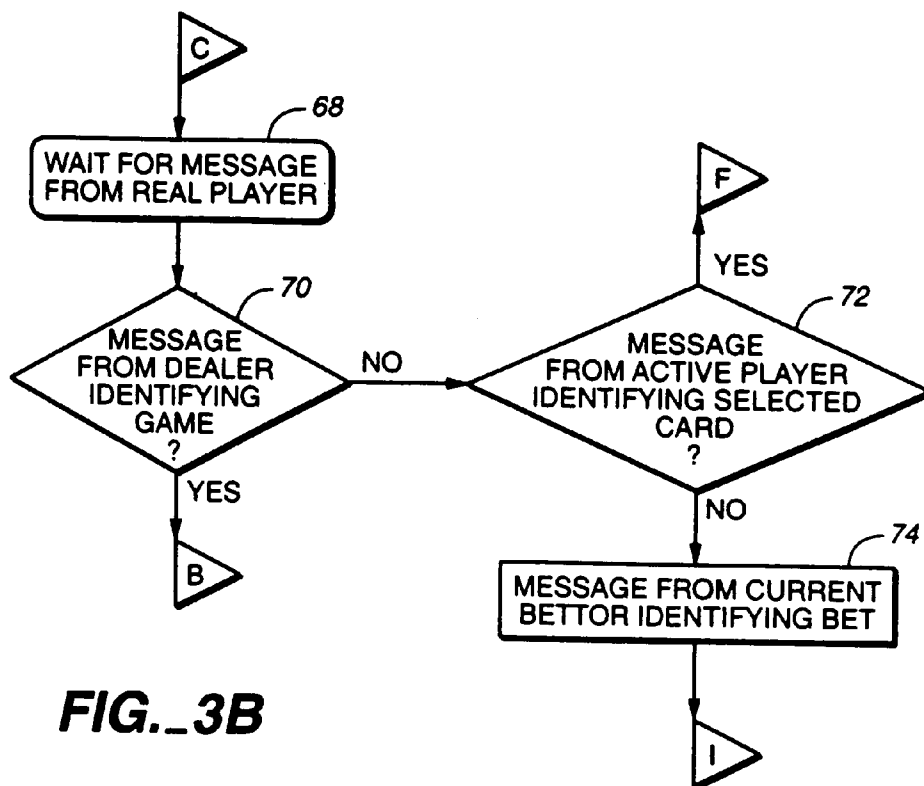 C
68
WAIT FOR MESSAGE
FROM REAL PLAYER
70
MESSAGE
FROM DEALER
IDENTIFYING
GAME
?
NO
YES
B
F
YES
72
MESSAGE
FROM ACTIVE PLAYER
IDENTIFYING SELECTED
CARD
?
NO
74
MESSAGE FROM CURRENT
BETTOR IDENTIFYING BET
I
FIG._3B